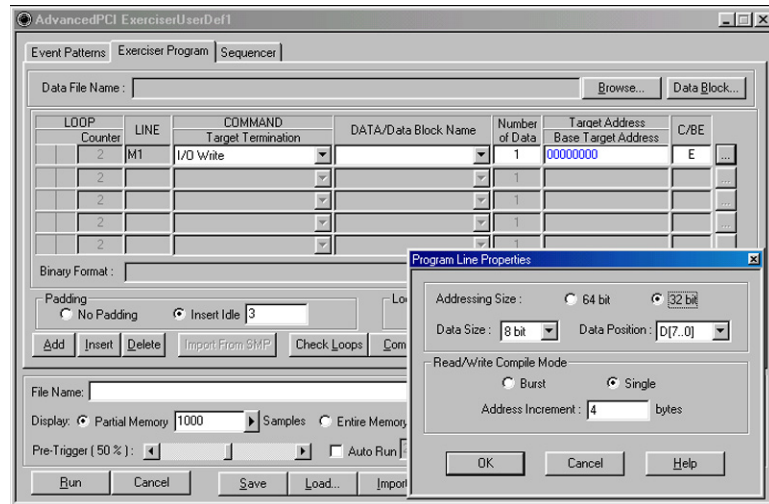 AdvancedPCI ExerciserUserDef1
Event Patterns Exerciser Program Sequencer
Data File Name : Browse... Data Block...
LOOP LINE COMMAND DATA/Data Block Name Number of Data Target Address C/BE
Counter Target Termination Base Target Address
2 M1 I/O Write 1 00000000 E ...
2 1 ...
2 1 ...
2 1 ...
2 1
Binary Format :
Padding
No Padding Insert Idle 3
Add Insert Delete Import From SMP Check Loops
File Name:
Display: Partial Memory 1000 Samples Entire Memory
Pre-Trigger ( 50 % ) : Auto Run
Run Cancel Save Load...
Program Line Properties
Addressing Size : 64 bit 32 bit
Data Size : 8 bit Data Position : D[7..0]
Read/Write Compile Mode
Burst Single
Address Increment : 4 bytes
OK Cancel Help